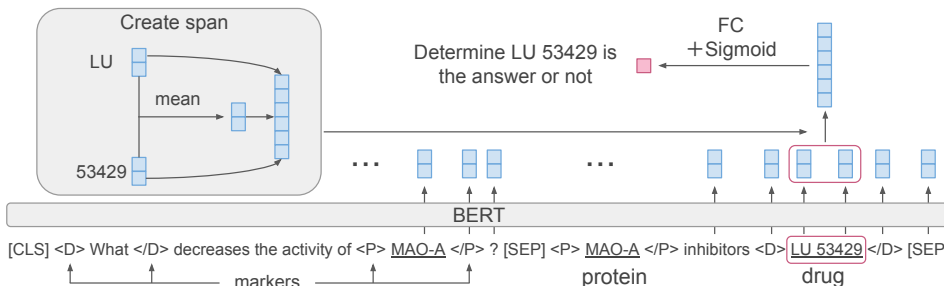 Create span
LU
mean
53429
Determine LU 53429 is
the answer or not
FC
+Sigmoid
...
...
BERT
[CLS] <D> What </D> decreases the activity of <P> MAO-A </P> ? [SEP] <P> MAO-A </P> inhibitors <D> LU 53429 </D> [SEP
markers
protein
drug